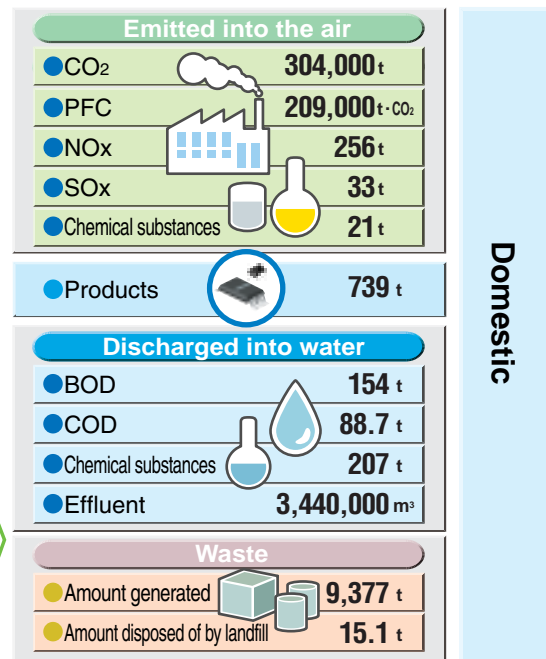 Emitted into the air
CO₂ 304,000 t
PFC 209,000 t·CO₂
NOx 256 t
SOx 33 t
Chemical substances 21 t
Products 739 t
Discharged into water
BOD 154 t
COD 88.7 t
Chemical substances 207 t
Effluent 3,440,000 m³
Waste
Amount generated 9,377 t
Amount disposed of by landfill 15.1 t
Domestic